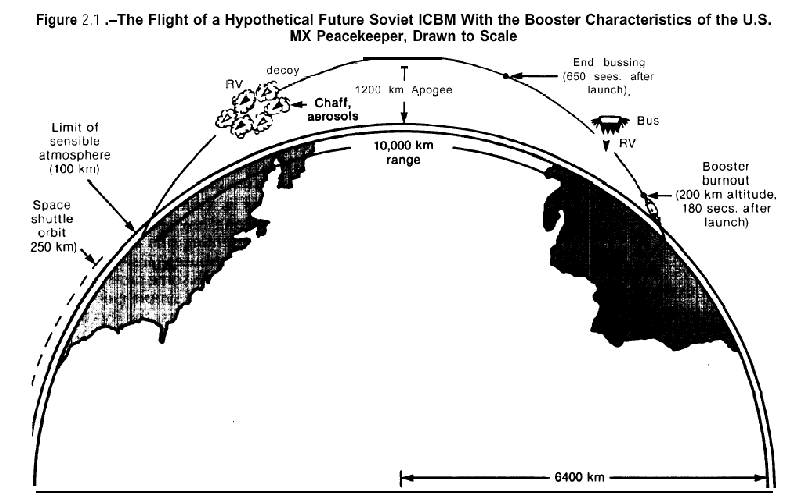 Figure 2.1 .–The Flight of a Hypothetical Future Soviet ICBM With the Booster Characteristics of the U.S.
MX Peacekeeper, Drawn to Scale
End bussing
(650 sees. after
launch),
decoy
RV
1200 km Apogee
Chaff,
aerosols
Bus
RV
Limit of
sensible
atmosphere
(100 km)
10,000 km
range
Booster
burnout
(200 km altitude,
180 secs. after
launch)
Space
shuttle
orbit
250 km)
6400 km